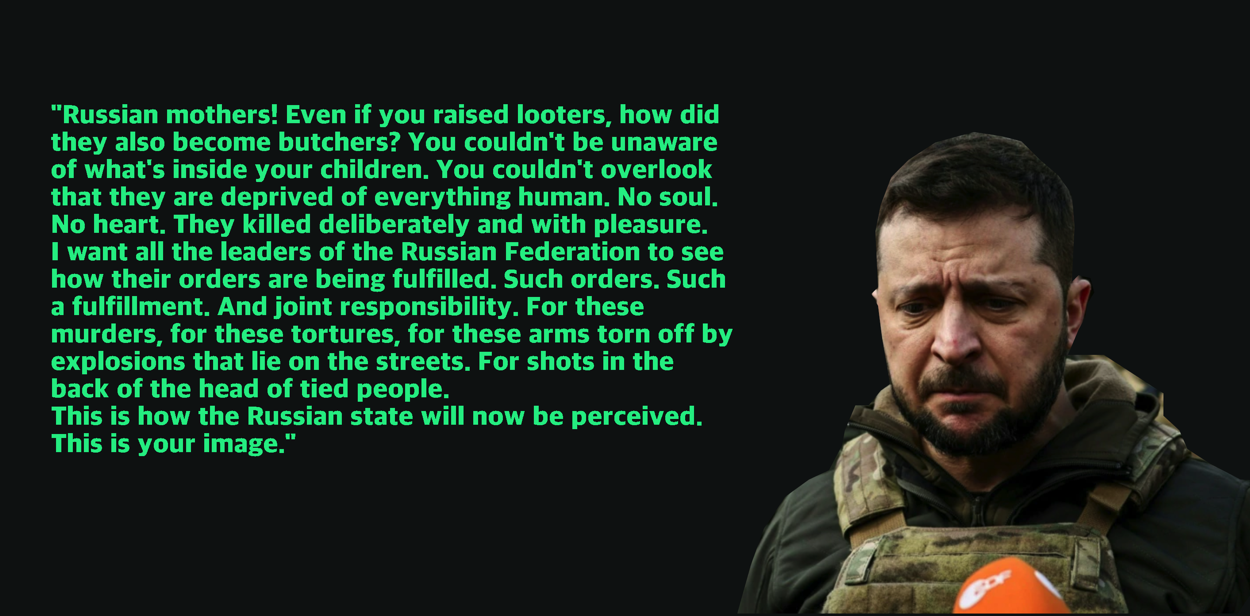 "Russian mothers! Even if you raised looters, how did
they also become butchers? You couldn't be unaware
of what's inside your children. You couldn't overlook
that they are deprived of everything human. No soul.
No heart. They killed deliberately and with pleasure.
I want all the leaders of the Russian Federation to see
how their orders are being fulfilled. Such orders. Such
a fulfillment. And joint responsibility. For these
murders, for these tortures, for these arms torn off by
explosions that lie on the streets. For shots in the
back of the head of tied people.
This is how the Russian state will now be perceived.
This is your image."
ZDF